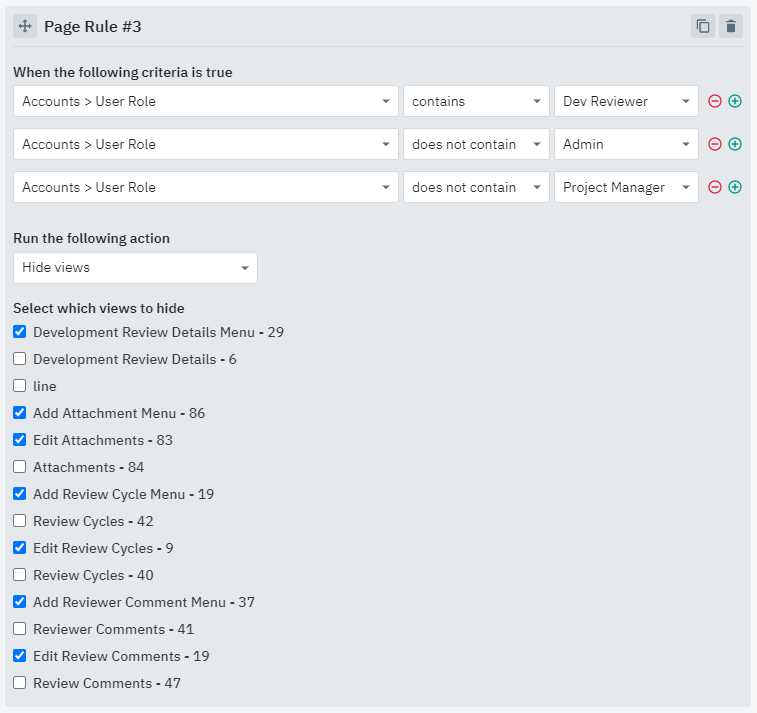 Page Rule #3
When the following criteria is true
Accounts > User Role contains Dev Reviewer
Accounts > User Role does not contain Admin
Accounts > User Role does not contain Project Manager
Run the following action
Hide views
Select which views to hide
Development Review Details Menu - 29
Development Review Details - 6
line
Add Attachment Menu - 86
Edit Attachments - 83
Attachments - 84
Add Review Cycle Menu - 19
Review Cycles - 42
Edit Review Cycles - 9
Review Cycles - 40
Add Reviewer Comment Menu - 37
Reviewer Comments - 41
Edit Review Comments - 19
Review Comments - 47